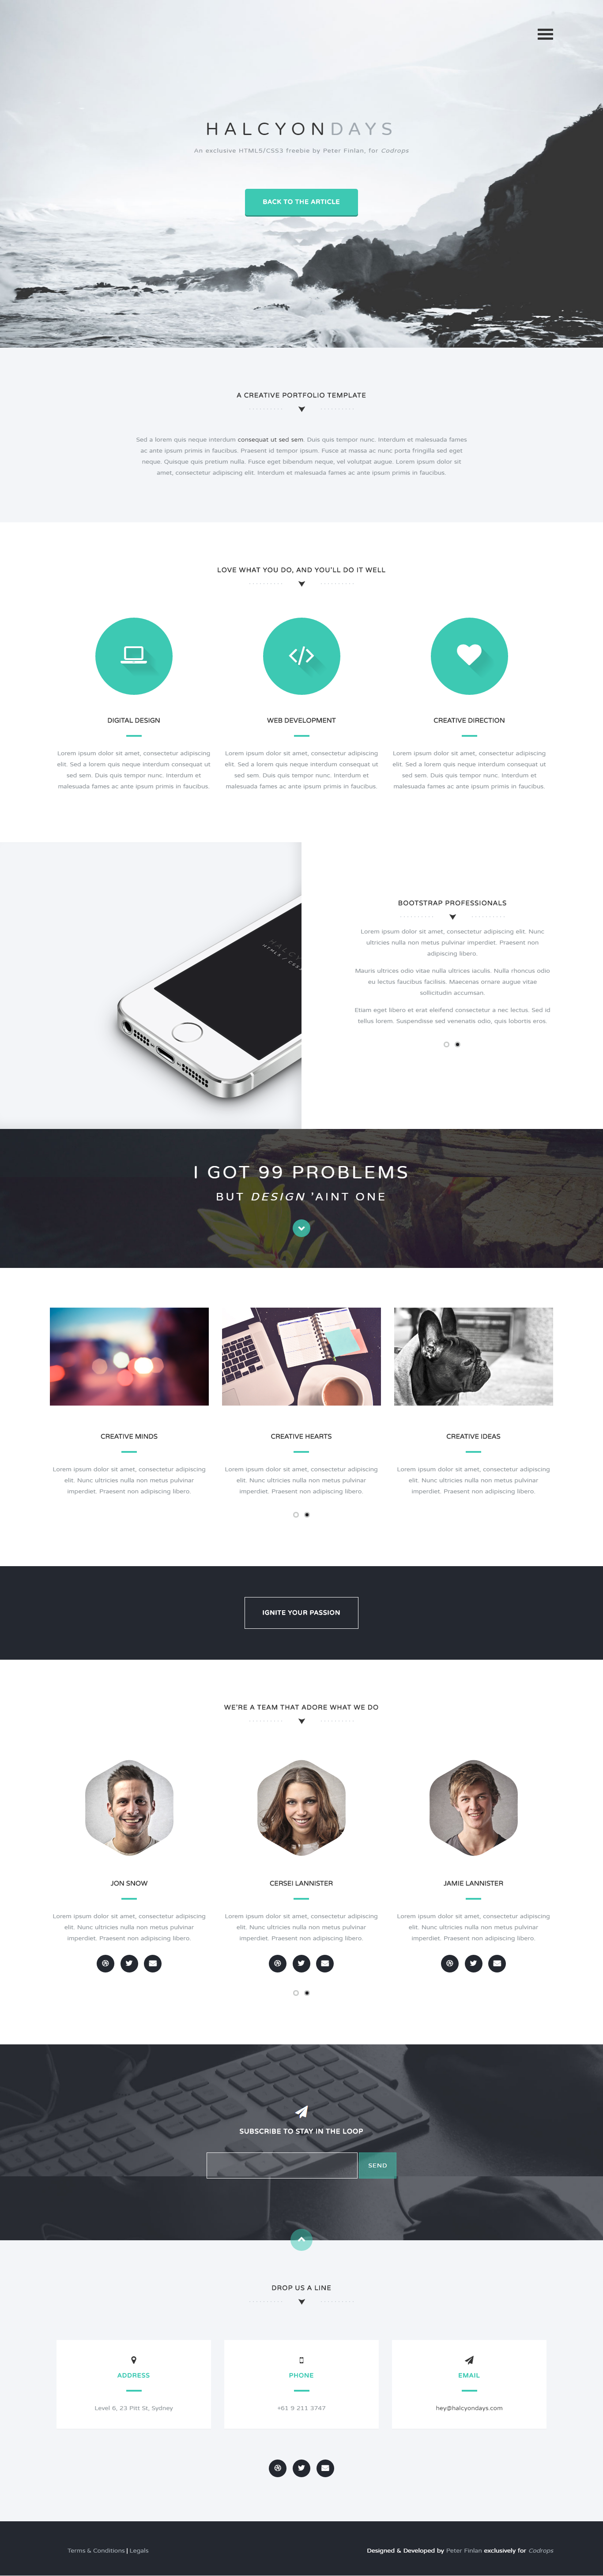 HALCYONDAYS
An exclusive HTML5/CSS3 freebie by Peter Finlan, for Codrops
BACK TO THE ARTICLE
A CREATIVE PORTFOLIO TEMPLATE
Sed a lorem quis neque interdum consequat ut sed sem. Duis quis tempor nunc. Interdum et malesuada fames
ac ante ipsum primis in faucibus. Praesent id tempor ipsum. Fusce at massa ac nunc porta fringilla sed eget
neque. Quisque quis pretium nulla. Fusce eget bibendum neque, vel volutpat augue. Lorem ipsum dolor sit
amet, consectetur adipiscing elit. Interdum et malesuada fames ac ante ipsum primis in faucibus.
LOVE WHAT YOU DO, AND YOU'LL DO IT WELL
DIGITAL DESIGN
Lorem ipsum dolor sit amet, consectetur adipiscing
elit. Sed a lorem quis neque interdum consequat ut
sed sem. Duis quis tempor nunc. Interdum et
malesuada fames ac ante ipsum primis in faucibus.
WEB DEVELOPMENT
Lorem ipsum dolor sit amet, consectetur adipiscing
elit. Sed a lorem quis neque interdum consequat ut
sed sem. Duis quis tempor nunc. Interdum et
malesuada fames ac ante ipsum primis in faucibus.
CREATIVE DIRECTION
Lorem ipsum dolor sit amet, consectetur adipiscing
elit. Sed a lorem quis neque interdum consequat ut
sed sem. Duis quis tempor nunc. Interdum et
malesuada fames ac ante ipsum primis in faucibus.
BOOTSTRAP PROFESSIONALS
Lorem ipsum dolor sit amet, consectetur adipiscing elit. Nunc
ultricies nulla non metus pulvinar imperdiet. Praesent non
adipiscing libero.
Mauris ultrices odio vitae nulla ultrices iaculis. Nulla rhoncus odio
eu lectus faucibus facilisis. Maecenas ornare augue vitae
sollicitudin accumsan.
Etiam eget libero et erat eleifend consectetur a nec lectus. Sed id
tellus lorem. Suspendisse sed venenatis odio, quis lobortis eros.
I GOT 99 PROBLEMS
BUT DESIGN 'AINT ONE
CREATIVE MINDS
Lorem ipsum dolor sit amet, consectetur adipiscing
elit. Nunc ultricies nulla non metus pulvinar
imperdiet. Praesent non adipiscing libero.
CREATIVE HEARTS
Lorem ipsum dolor sit amet, consectetur adipiscing
elit. Nunc ultricies nulla non metus pulvinar
imperdiet. Praesent non adipiscing libero.
CREATIVE IDEAS
Lorem ipsum dolor sit amet, consectetur adipiscing
elit. Nunc ultricies nulla non metus pulvinar
imperdiet. Praesent non adipiscing libero.
IGNITE YOUR PASSION
WE'RE A TEAM THAT ADORE WHAT WE DO
JON SNOW
Lorem ipsum dolor sit amet, consectetur adipiscing
elit. Nunc ultricies nulla non metus pulvinar
imperdiet. Praesent non adipiscing libero.
CERSEI LANNISTER
Lorem ipsum dolor sit amet, consectetur adipiscing
elit. Nunc ultricies nulla non metus pulvinar
imperdiet. Praesent non adipiscing libero.
JAMIE LANNISTER
Lorem ipsum dolor sit amet, consectetur adipiscing
elit. Nunc ultricies nulla non metus pulvinar
imperdiet. Praesent non adipiscing libero.
SUBSCRIBE TO STAY IN THE LOOP
SEND
DROP US A LINE
ADDRESS
Level 6, 23 Pitt St, Sydney
PHONE
+61 9 211 3747
EMAIL
hey@halcyondays.com
Terms & Conditions | Legals
Designed & Developed by Peter Finlan exclusively for Codrops